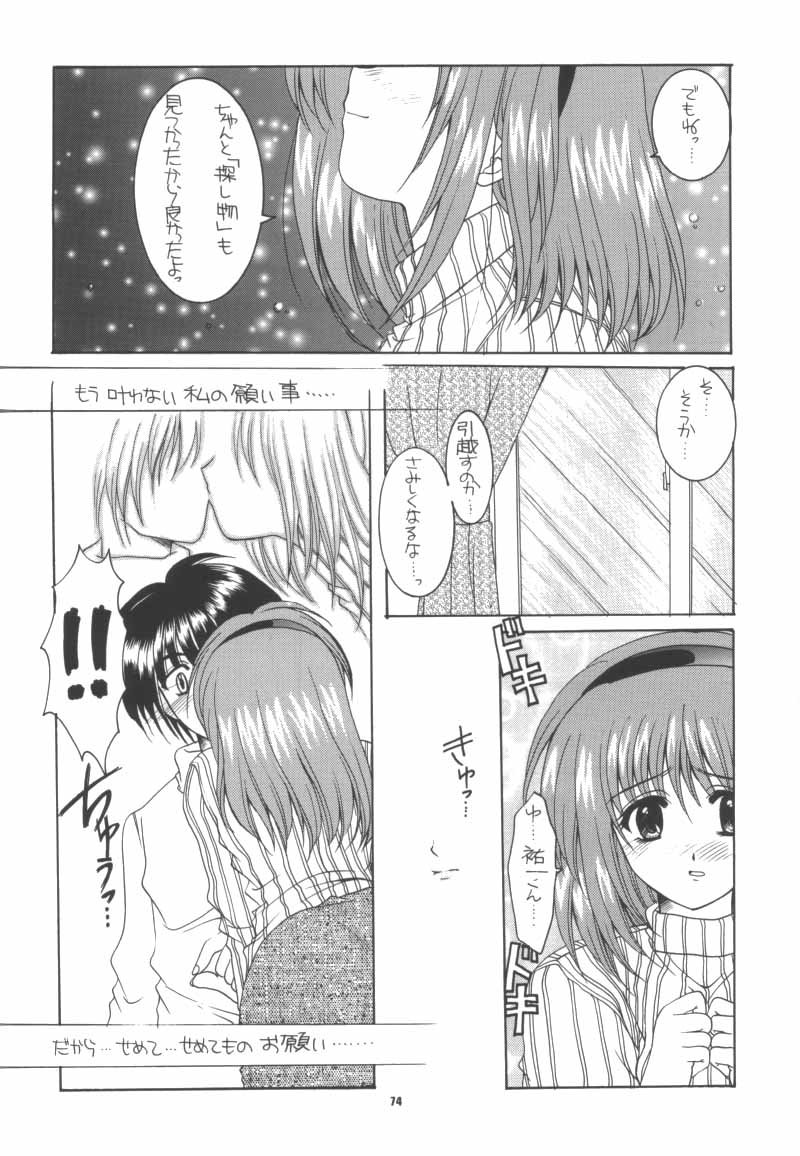 でもねっ…
ちゃんと「探し物」も
見つかったから良かったよっ
そ……
そうか……
引越すのか…
さみしくなるな…っ
ドキ
ゆ…祐一さん…
ドキ
きゅっ…
もう叶わない私の願い事……
!!
ちゅうっ…
だから…せめて…せめてもの お願い………
74